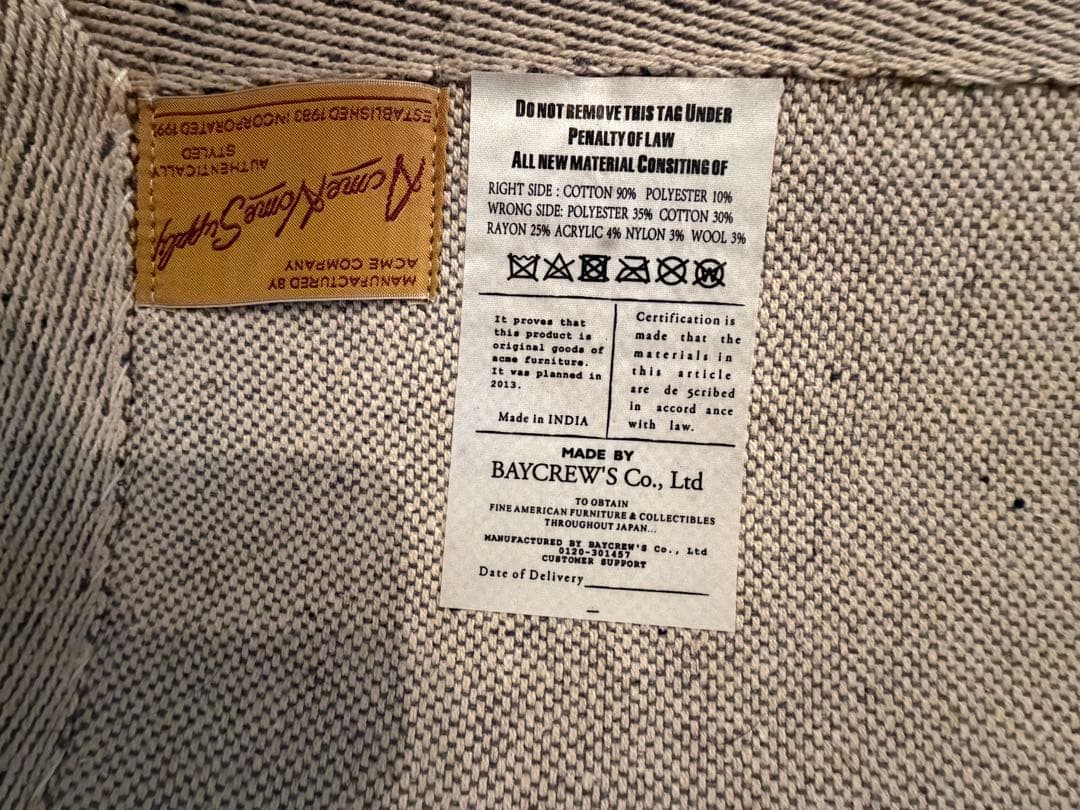 ESTABLISHED 1983 INCORPORATED 199
AUTHENTICALLY
STYLED
Acme Home Supply
MANUFACTURED BY
ACME COMPANY
DO NOT REMOVE THIS TAG UNDER
PENALTY OF LAW
ALL NEW MATERIAL CONSITING OF
RIGHT SIDE : COTTON 90% POLYESTER 10%
WRONG SIDE: POLYESTER 35% COTTON 30%
RAYON 25% ACRYLIC 4% NYLON 3% WOOL 3%
W
It proves that
this product is
original goods of
acme furniture.
It was planned in
2013.
Made in INDIA
Certification is
made that the
materials in
this article
are de scribed
in accord ance
with law.
MADE BY
BAYCREW'S Co., Ltd
TO OBTAIN
FINE AMERICAN FURNITURE & COLLECTIBLES
THROUGHOUT JAPAN...
MANUFACTURED BY BAYCREW'S Co., Ltd
0120-301457
CUSTOMER SUPPORT
Date of Delivery